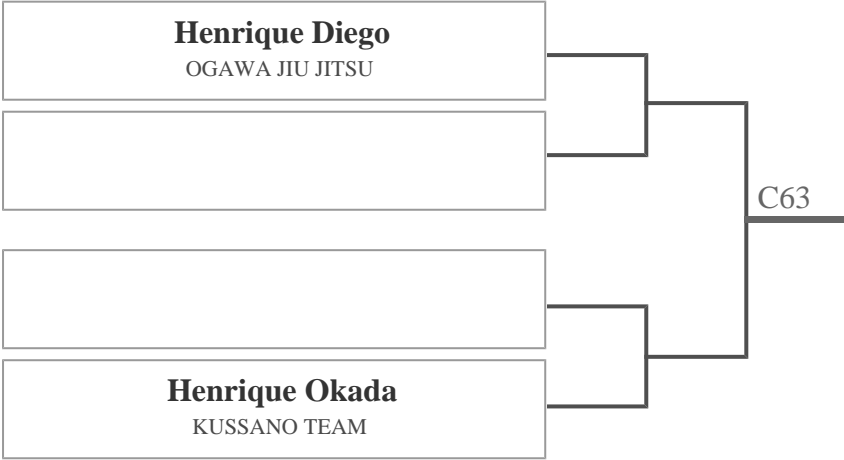 Henrique Diego
OGAWA JIU JITSU
C63
Henrique Okada
KUSSANO TEAM